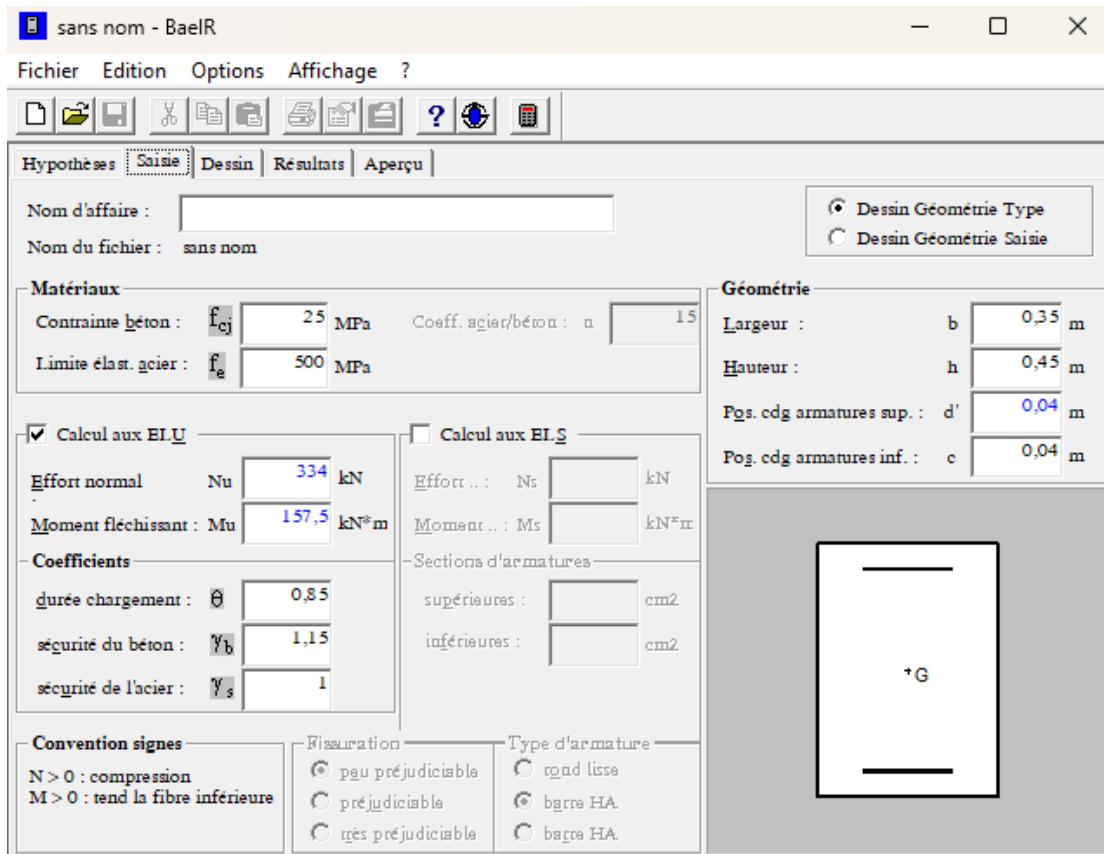 sans nom - BaelR
Fichier Edition Options Affichage ?
Hypothèses Saisie Dessin Résultats Aperçu
Nom d'affaire :
Nom du fichier : sans nom
Dessin Géométrie Type
Dessin Géométrie Saisie
Matériaux
Contrainte béton : fcj 25 MPa Coeff. acier/béton : n 15
Limite élast. acier : fe 500 MPa
Géométrie
Largeur : b 0,35 m
Hauteur : h 0,45 m
Pos. cdg armatures sup. : d' 0,04 m
Pos. cdg armatures inf. : c 0,04 m
Calcul aux ELU
Effort normal Nu 334 kN
Moment fléchissant : Mu 157,5 kN*m
Calcul aux ELS
Effort .. : Ns kN
Moment .. : Ms kN*m
Coefficients
durée chargement : θ 0,85
sécurité du béton : γb 1,15
sécurité de l'acier : γs 1
Sections d'armatures
supérieures : cm2
inférieures : cm2
+G
Convention signes
N > 0 : compression
M > 0 : tend la fibre inférieure
Fissuration
peu préjudiciable
préjudiciable
très préjudiciable
Type d'armature
rond lisse
barre HA
barre HA